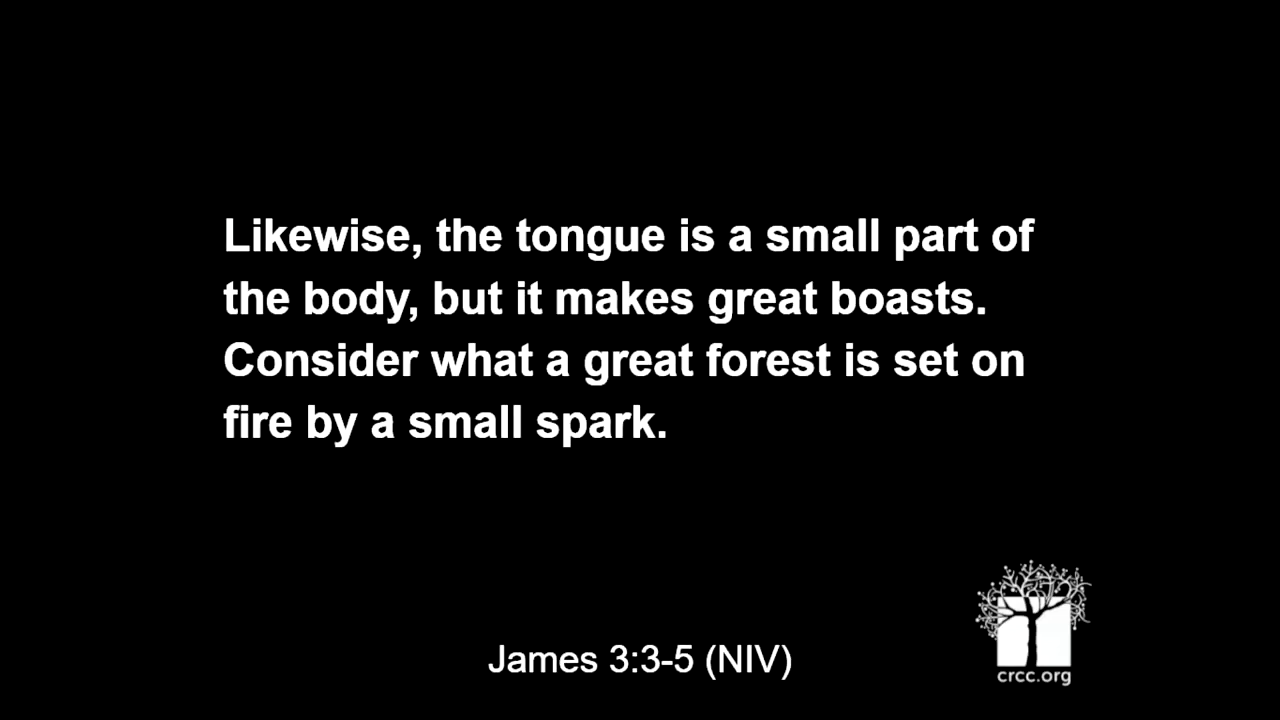 Likewise, the tongue is a small part of
the body, but it makes great boasts.
Consider what a great forest is set on
fire by a small spark.
James 3:3-5 (NIV)
crcc.org